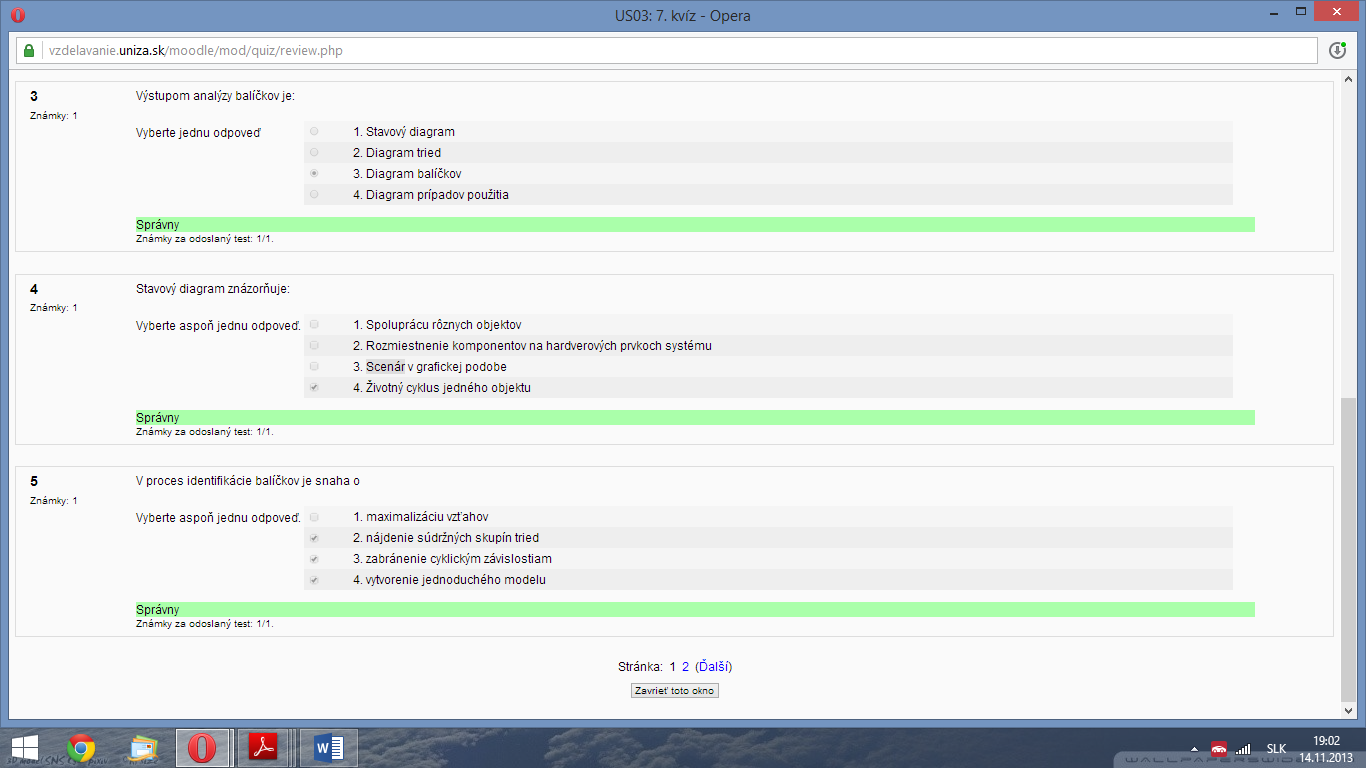 US03: 7. kvíz - Opera
vzdelavanie.uniza.sk/moodle/mod/quiz/review.php
3
Známky: 1
Výstupom analýzy balíčkov je:
Vyberte jednu odpoveď
1. Stavový diagram
2. Diagram tried
3. Diagram balíčkov
4. Diagram prípadov použitia
Správny
Známky za odoslaný test: 1/1.
4
Známky: 1
Stavový diagram znázorňuje:
Vyberte aspoň jednu odpoveď.
1. Spoluprácu rôznych objektov
2. Rozmiestnenie komponentov na hardverových prvkoch systému
3. Scenár v grafickej podobe
4. Životný cyklus jedného objektu
Správny
Známky za odoslaný test: 1/1.
5
Známky: 1
V proces identifikácie balíčkov je snaha o
Vyberte aspoň jednu odpoveď.
1. maximalizáciu vzťahov
2. nájdenie súdržných skupín tried
3. zabránenie cyklickým závislostiam
4. vytvorenie jednoduchého modelu
Správny
Známky za odoslaný test: 1/1.
Stránka: 1 2 (Ďalší)
Zavrieť toto okno
SLK
19:02
14.11.2013